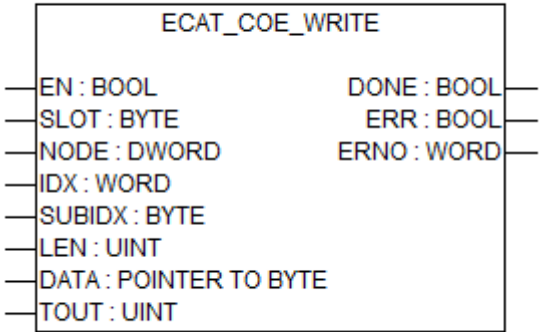 ECAT_COE_WRITE
EN : BOOL DONE : BOOL
SLOT : BYTE ERR : BOOL
NODE : DWORD ERNO : WORD
IDX : WORD
SUBIDX : BYTE
LEN : UINT
DATA : POINTER TO BYTE
TOUT : UINT